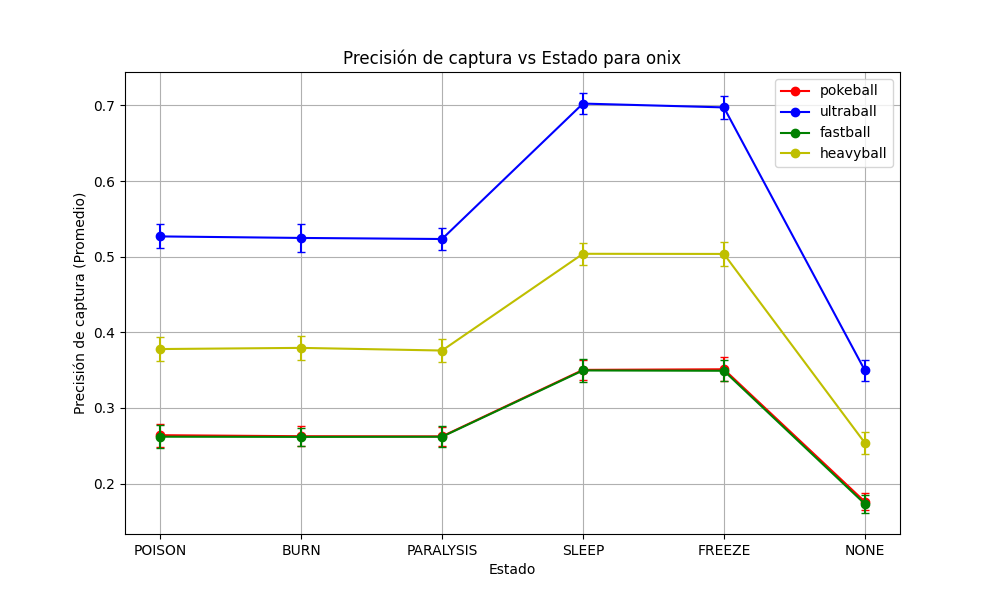 Precisión de captura vs Estado para onix
pokeball
ultraball
fastball
heavyball
Precisión de captura (Promedio)
0.7
0.6
0.5
0.4
0.3
0.2
POISON BURN PARALYSIS SLEEP FREEZE NONE
Estado